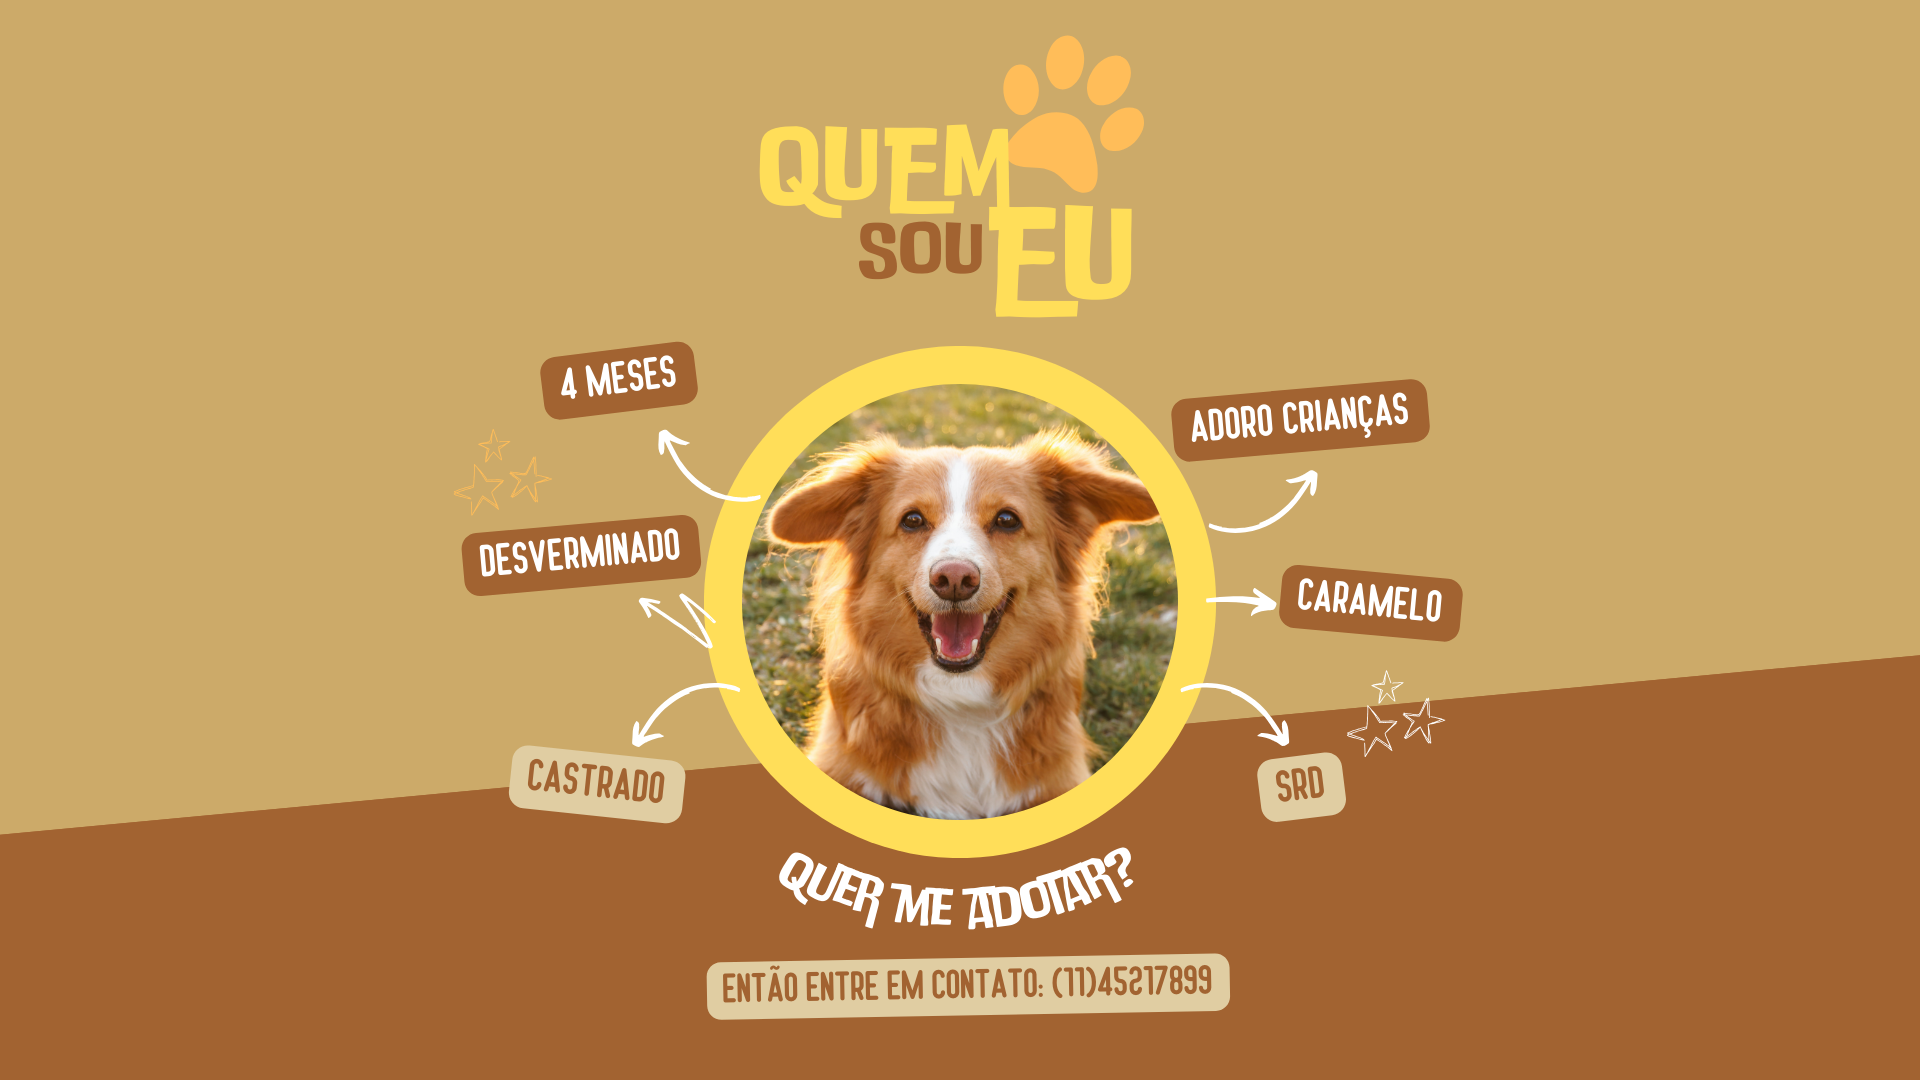 QUEM
SOU EU
4 MESES
ADORO CRIANÇAS
DESVERMINADO
CARAMELO
CASTRADO
SRD
QUER ME ADOTAR?
ENTÃO ENTRE EM CONTATO: (11)45217899